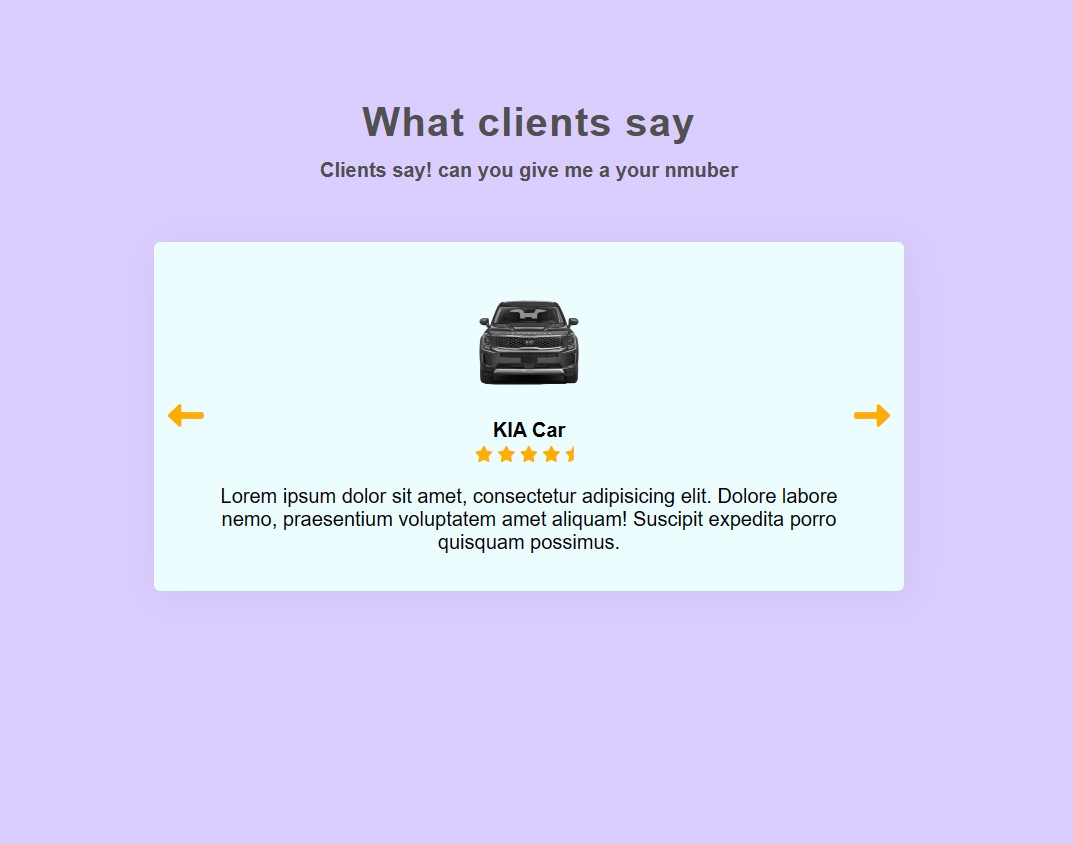 What clients say
Clients say! can you give me a your nmuber
KIA Car
Lorem ipsum dolor sit amet, consectetur adipisicing elit. Dolore labore
nemo, praesentium voluptatem amet aliquam! Suscipit expedita porro
quisquam possimus.